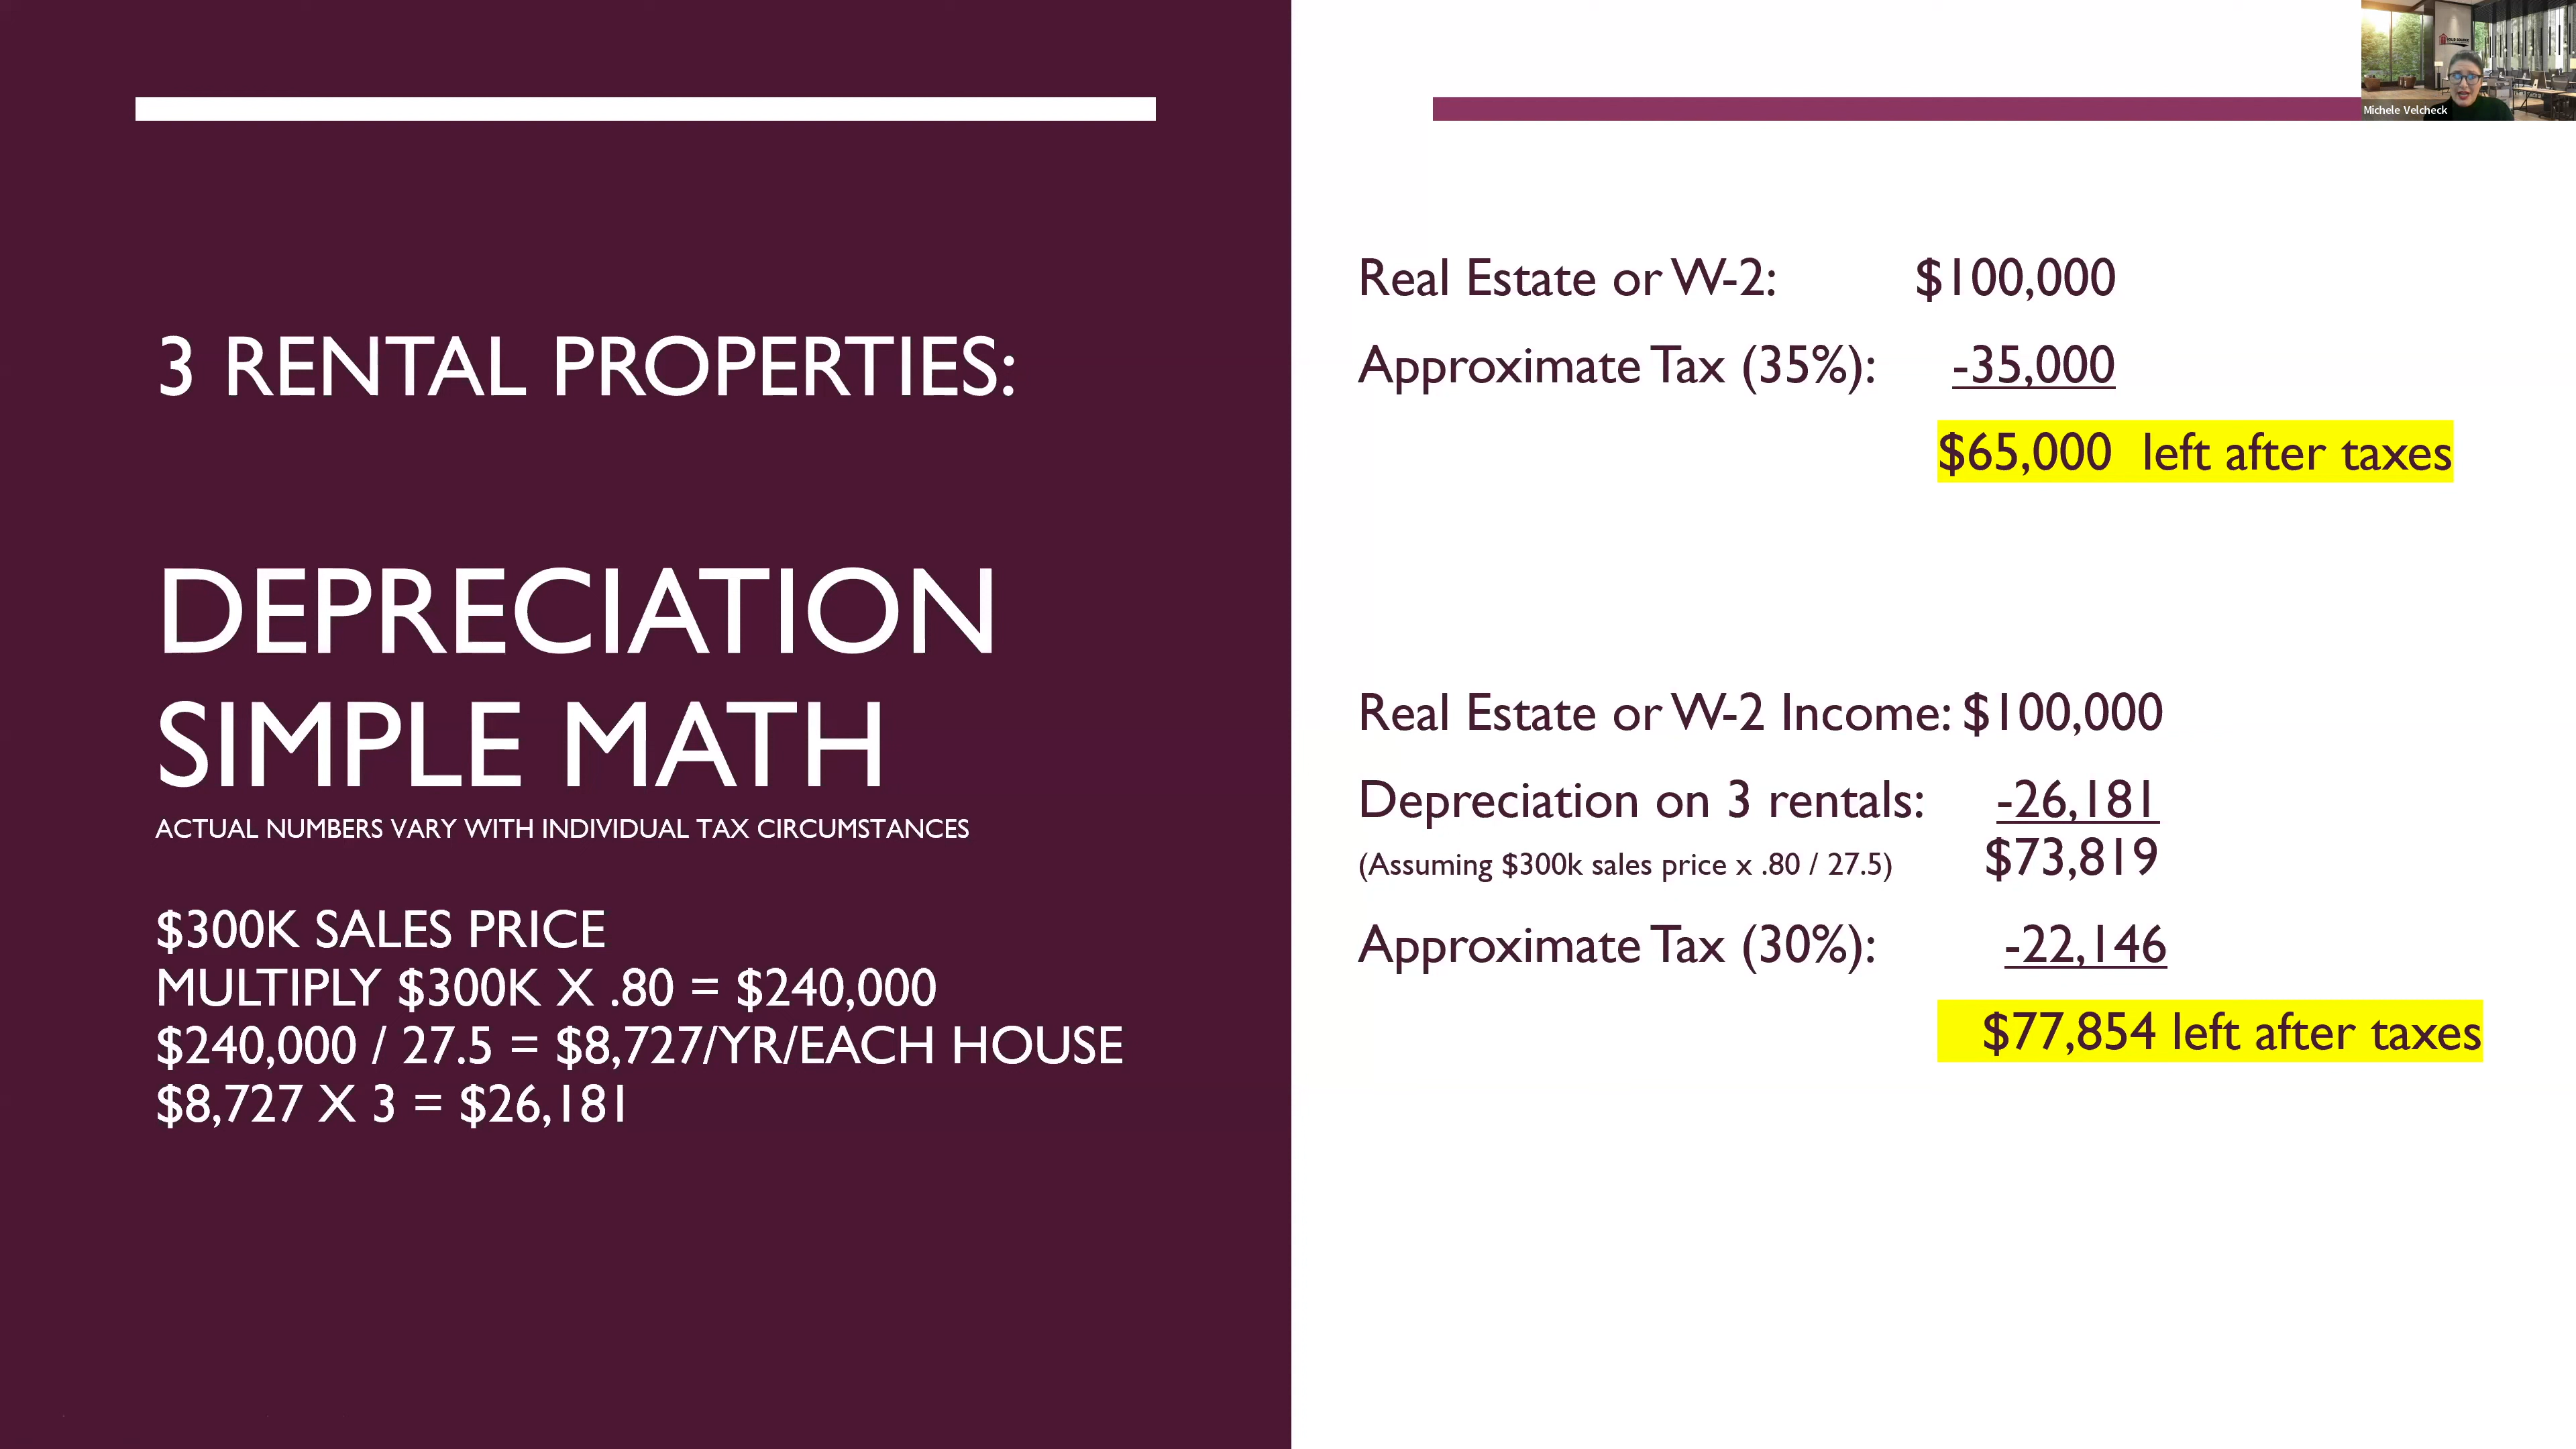 3 RENTAL PROPERTIES:
DEPRECIATION
SIMPLE MATH
ACTUAL NUMBERS VARY WITH INDIVIDUAL TAX CIRCUMSTANCES
$300K SALES PRICE
MULTIPLY $300K X .80 = $240,000
$240,000 / 27.5 = $8,727/YR/EACH HOUSE
$8,727 X 3 = $26,181
Real Estate or W-2: $100,000
Approximate Tax (35%): -35,000
$65,000 left after taxes
Real Estate or W-2 Income: $100,000
Depreciation on 3 rentals: -26,181
(Assuming $300k sales price x .80 / 27.5) $73,819
Approximate Tax (30%): -22,146
$77,854 left after taxes
Michele Velcheck